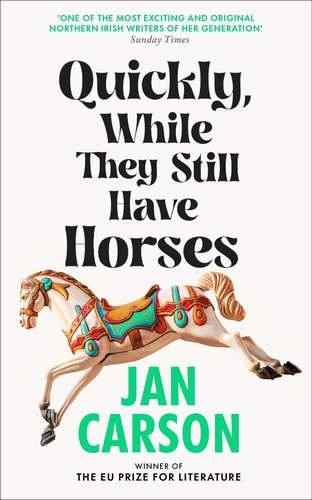 'ONE OF THE MOST EXCITING AND ORIGINAL
NORTHERN IRISH WRITERS OF HER GENERATION'
Sunday Times
Quickly,
While
They Still
Have
Horses
JAN
CARSON
WINNER OF
THE EU PRIZE FOR LITERATURE